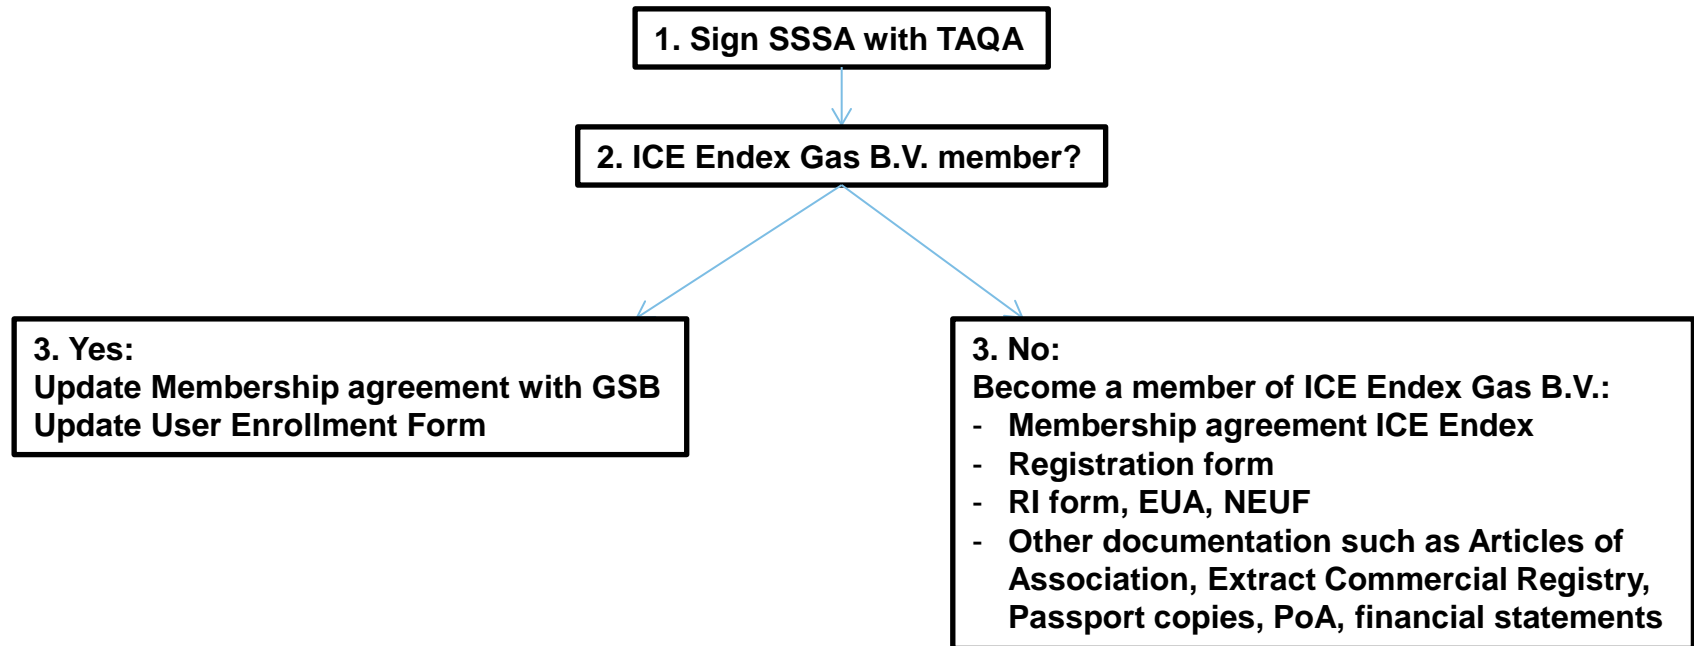 1. Sign SSSA with TAQA
2. ICE Endex Gas B.V. member?
3. Yes:
Update Membership agreement with GSB
Update User Enrollment Form
3. No:
Become a member of ICE Endex Gas B.V.:
- Membership agreement ICE Endex
- Registration form
- RI form, EUA, NEUF
- Other documentation such as Articles of
Association, Extract Commercial Registry,
Passport copies, PoA, financial statements